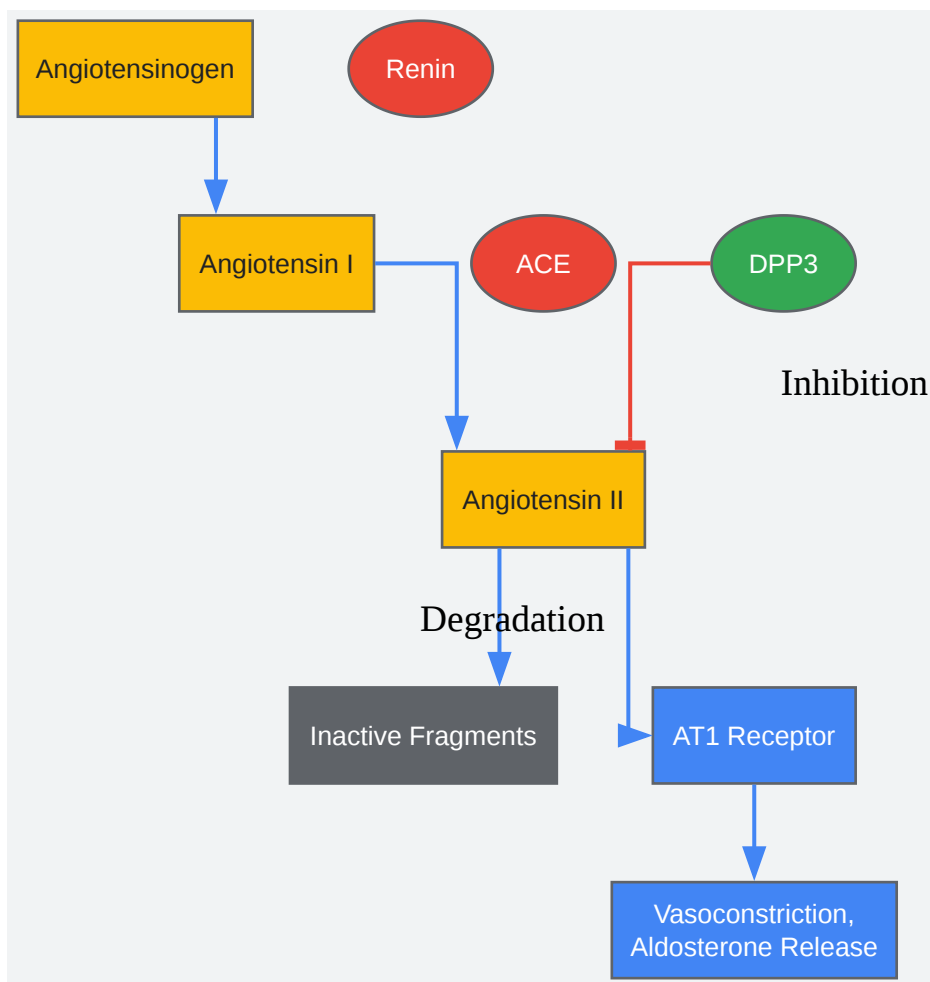 Angiotensinogen
Renin
Angiotensin I
ACE
DPP3
Inhibition
Angiotensin II
Degradation
Inactive Fragments
AT1 Receptor
Vasoconstriction,
Aldosterone Release